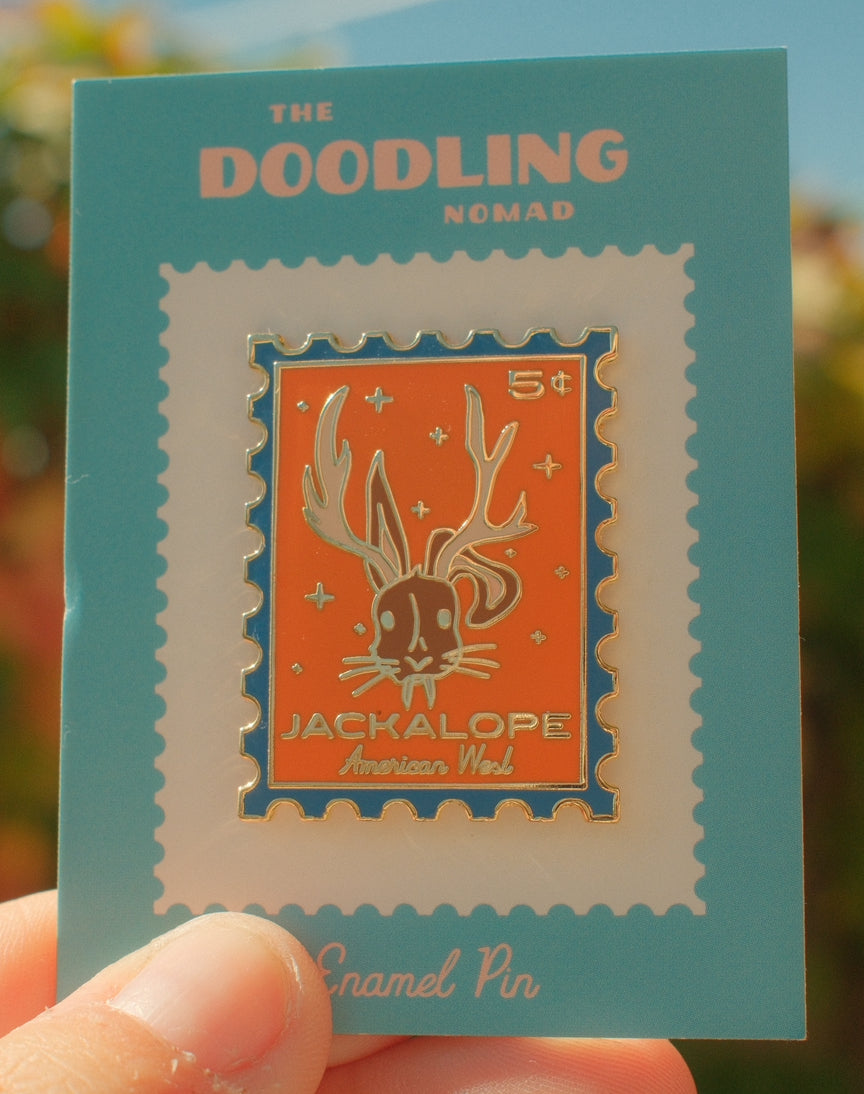 THE
DOODLING
NOMAD
5¢
JACKALOPE
American West
Enamel Pin